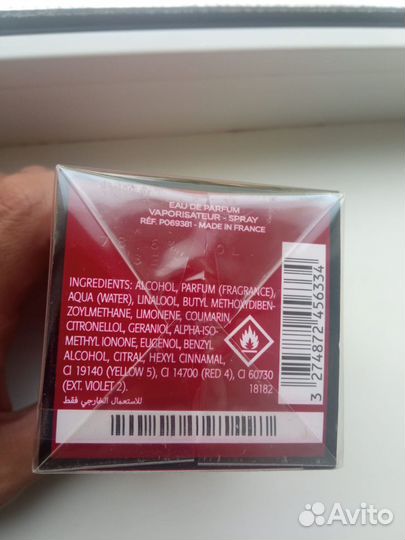 EAU DE PARFUM
VAPORISATEUR - SPRAY
RÉF. P069381 - MADE IN FRANCE
INGREDIENTS: ALCOHOL, PARFUM (FRAGRANCE),
AQUA (WATER), LINALOOL, BUTYL METHOXYDIBEN-
ZOYLMETHANE, LIMONENE, COUMARIN,
CITRONELLOL, GERANIOL, ALPHA-ISO-
METHYL IONONE, EUGENOL, BENZYL
ALCOHOL, CITRAL, HEXYL CINNAMAL,
CI 19140 (YELLOW 5), CI 14700 (RED 4), CI 60730
(EXT. VIOLET 2). 18182
للاستعمال الخارجي فقط
3 274872 456334
Avito